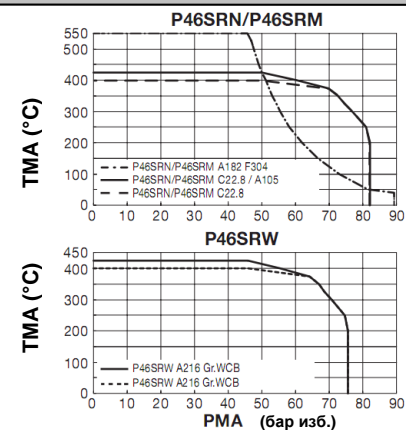 P46SRN/P46SRM
TMA (°C)
550
500
400
300
200
100
0
P46SRN/P46SRM A182 F304
P46SRN/P46SRM C22.8 / A105
P46SRN/P46SRM C22.8
0 10 20 30 40 50 60 70 80 90
P46SRW
TMA (°C)
450
400
300
200
100
0
P46SRW A216 Gr.WCB
P46SRW A216 Gr.WCB
0 10 20 30 40 50 60 70 80 90
PMA (бар изб.)